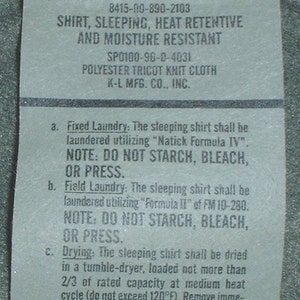 8415-00-890-2103
SHIRT, SLEEPING, HEAT RETENTIVE
AND MOISTURE RESISTANT
SPO100-96-D-4031
POLYESTER TRICOT KNIT CLOTH
K-L MFG. CO., INC.
a. Fixed Laundry: The sleeping shirt shall be
laundered utilizing "Natick Formula IV".
NOTE: DO NOT STARCH, BLEACH,
OR PRESS.
b. Field Laundry: The sleeping shirt shall be
laundered utilizing "Formula II" of FM 10-280.
NOTE: DO NOT STARCH, BLEACH,
OR PRESS.
c. Drying: The sleeping shirt shall be dried
in a tumble-dryer, loaded not more than
2/3 of rated capacity at medium heat
cycle (do not exceed 120°F). Remove imme-